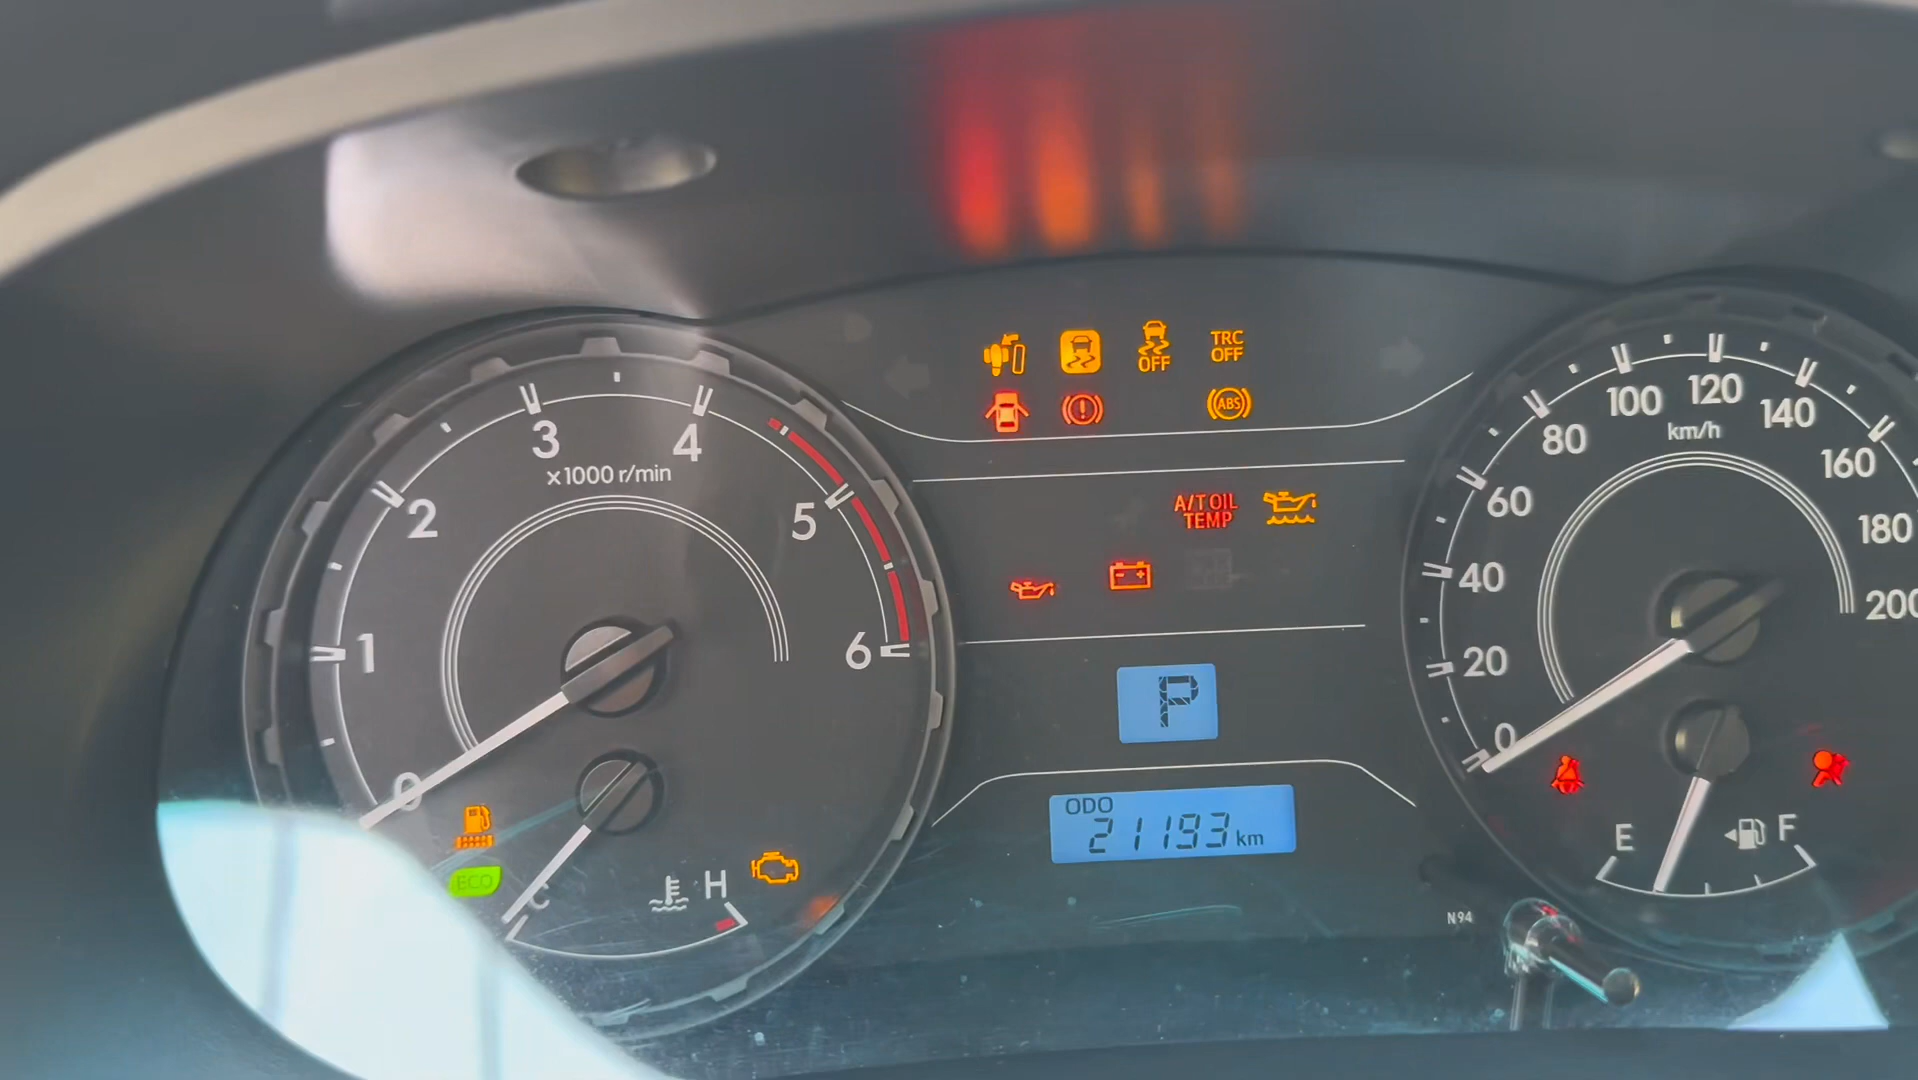 OFF
TRC
OFF
ABS
0
1
2
3
4
5
6
x1000 r/min
A/T OIL
TEMP
P
ODO
21193 km
ECO
C
H
0
20
40
60
80
100
120
140
160
180
200
km/h
E
F
N94